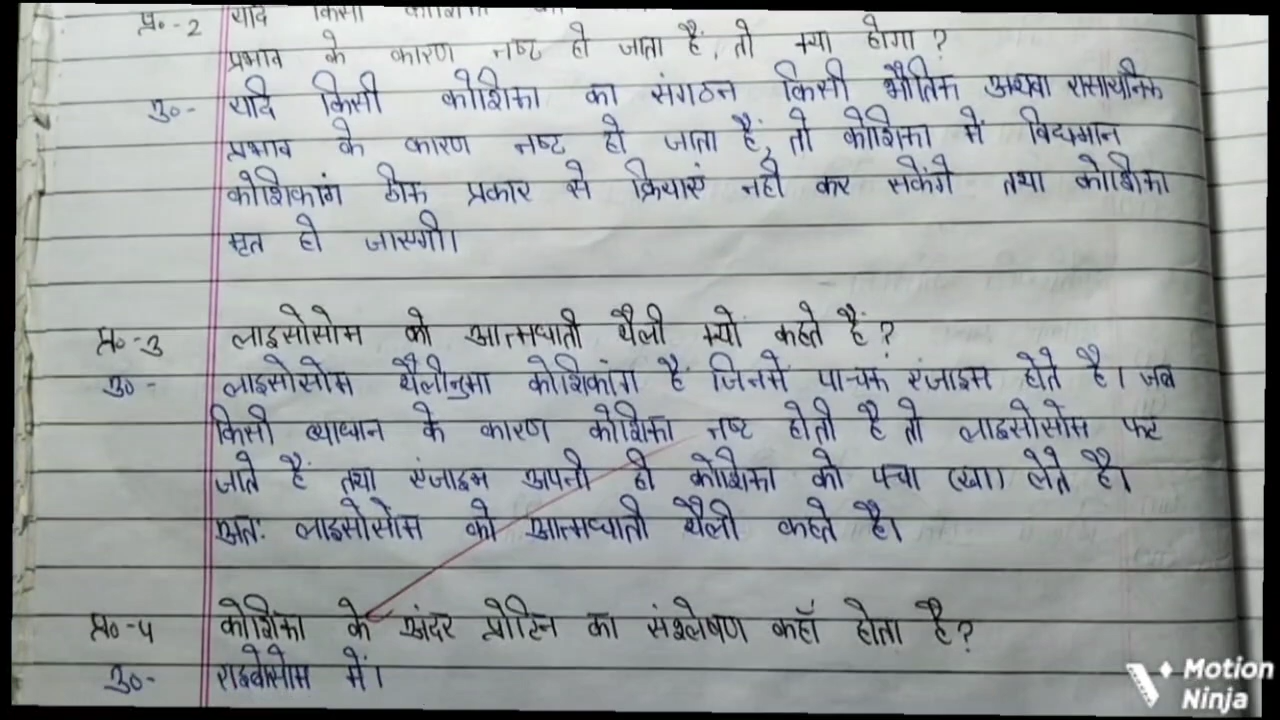 प्र०-2 यदि किसी
प्रभाव के कारण नष्ट हो जाता है, तो क्या होगा ?
उ०- यदि किसी कोशिका का संगठन किसी भौतिक अथवा रासायनिक
प्रभाव के कारण नष्ट हो जाता है, तो कोशिका में विद्यमान
कोशिकांग ठीक प्रकार से क्रियाएं नही कर सकेंगे तथा कोशिका
मृत हो जाएगी।
प्र०-3 लाइसोसोम को आत्मघाती थैली क्यों कहते हैं ?
उ०- लाइसोसोम थैलीनुमा कोशिकांग हैं जिनमें पाचक एंजाइम होते है। जब
किसी व्याधान के कारण कोशिका नष्ट होती है तो लाइसोसोम फट
जाते हैं तथा एंजाइम अपनी ही कोशिका को पचा (खा) लेते है।
अतः लाइसोसोम को आत्मघाती थैली कहते है।
प्र०-4 कोशिका के अंदर प्रोटिन का संश्लेषण कहाँ होता है?
उ०- राइबोसोम में।
Motion
Ninja